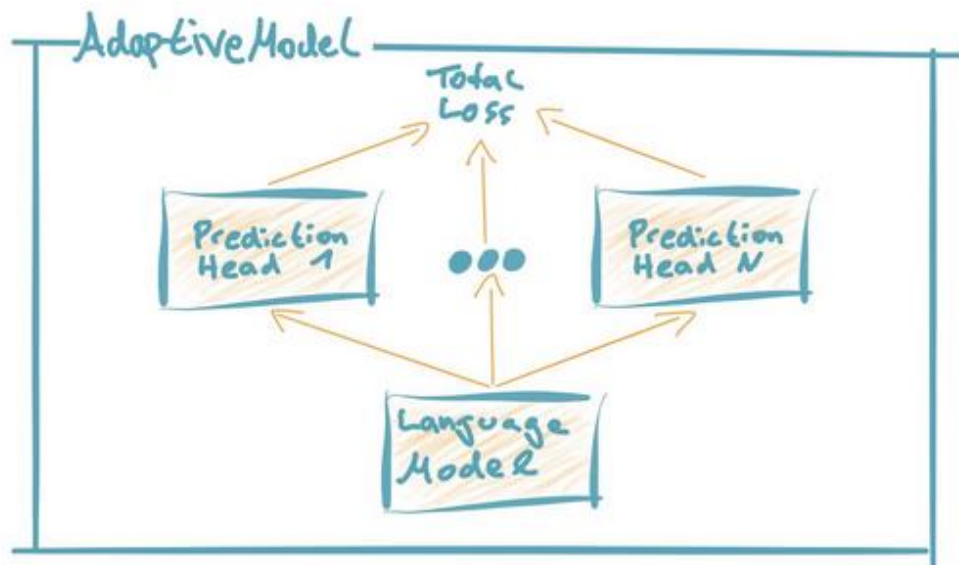 AdaptiveModel
Total
Loss
Prediction
Head 1
Prediction
Head N
Language
Model